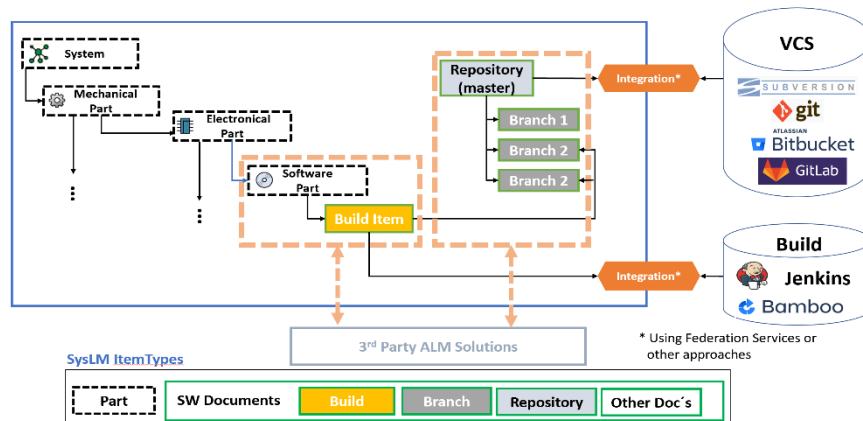 System
Mechanical
Part
Electronical
Part
Software
Part
Build Item
Repository
(master)
Branch 1
Branch 2
Branch 2
Integration*
Integration*
VCS
SUBVERSION
git
ATLASSIAN
Bitbucket
GitLab
Build
Jenkins
Bamboo
3rd Party ALM Solutions
* Using Federation Services or
other approaches
SysLM ItemTypes
Part
SW Documents
Build
Branch
Repository
Other Doc´s